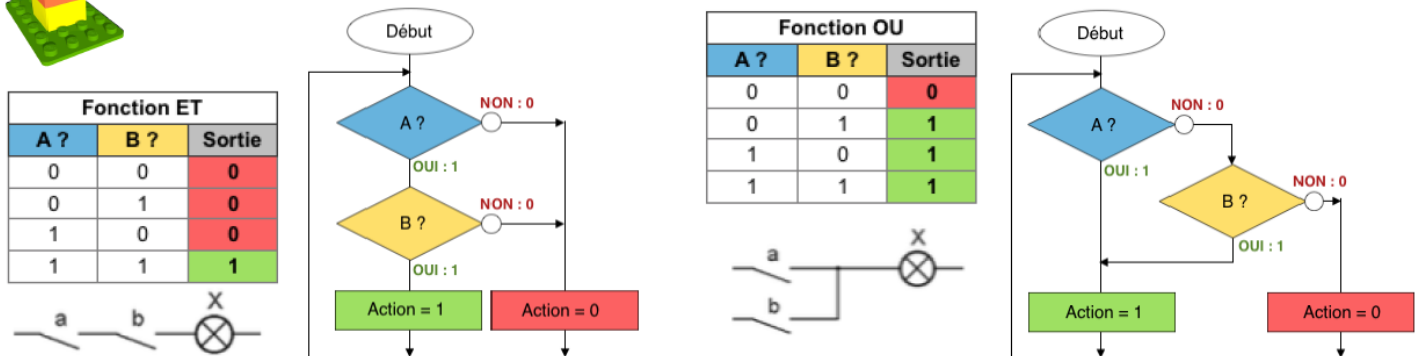 Fonction ET
A ? B ? Sortie
0 0 0
0 1 0
1 0 0
1 1 1
a b X
Début
A ?
NON : 0
OUI : 1
B ?
NON : 0
OUI : 1
Action = 1
Action = 0
Fonction OU
A ? B ? Sortie
0 0 0
0 1 1
1 0 1
1 1 1
a
b
X
Début
A ?
NON : 0
OUI : 1
B ?
NON : 0
OUI : 1
Action = 1
Action = 0